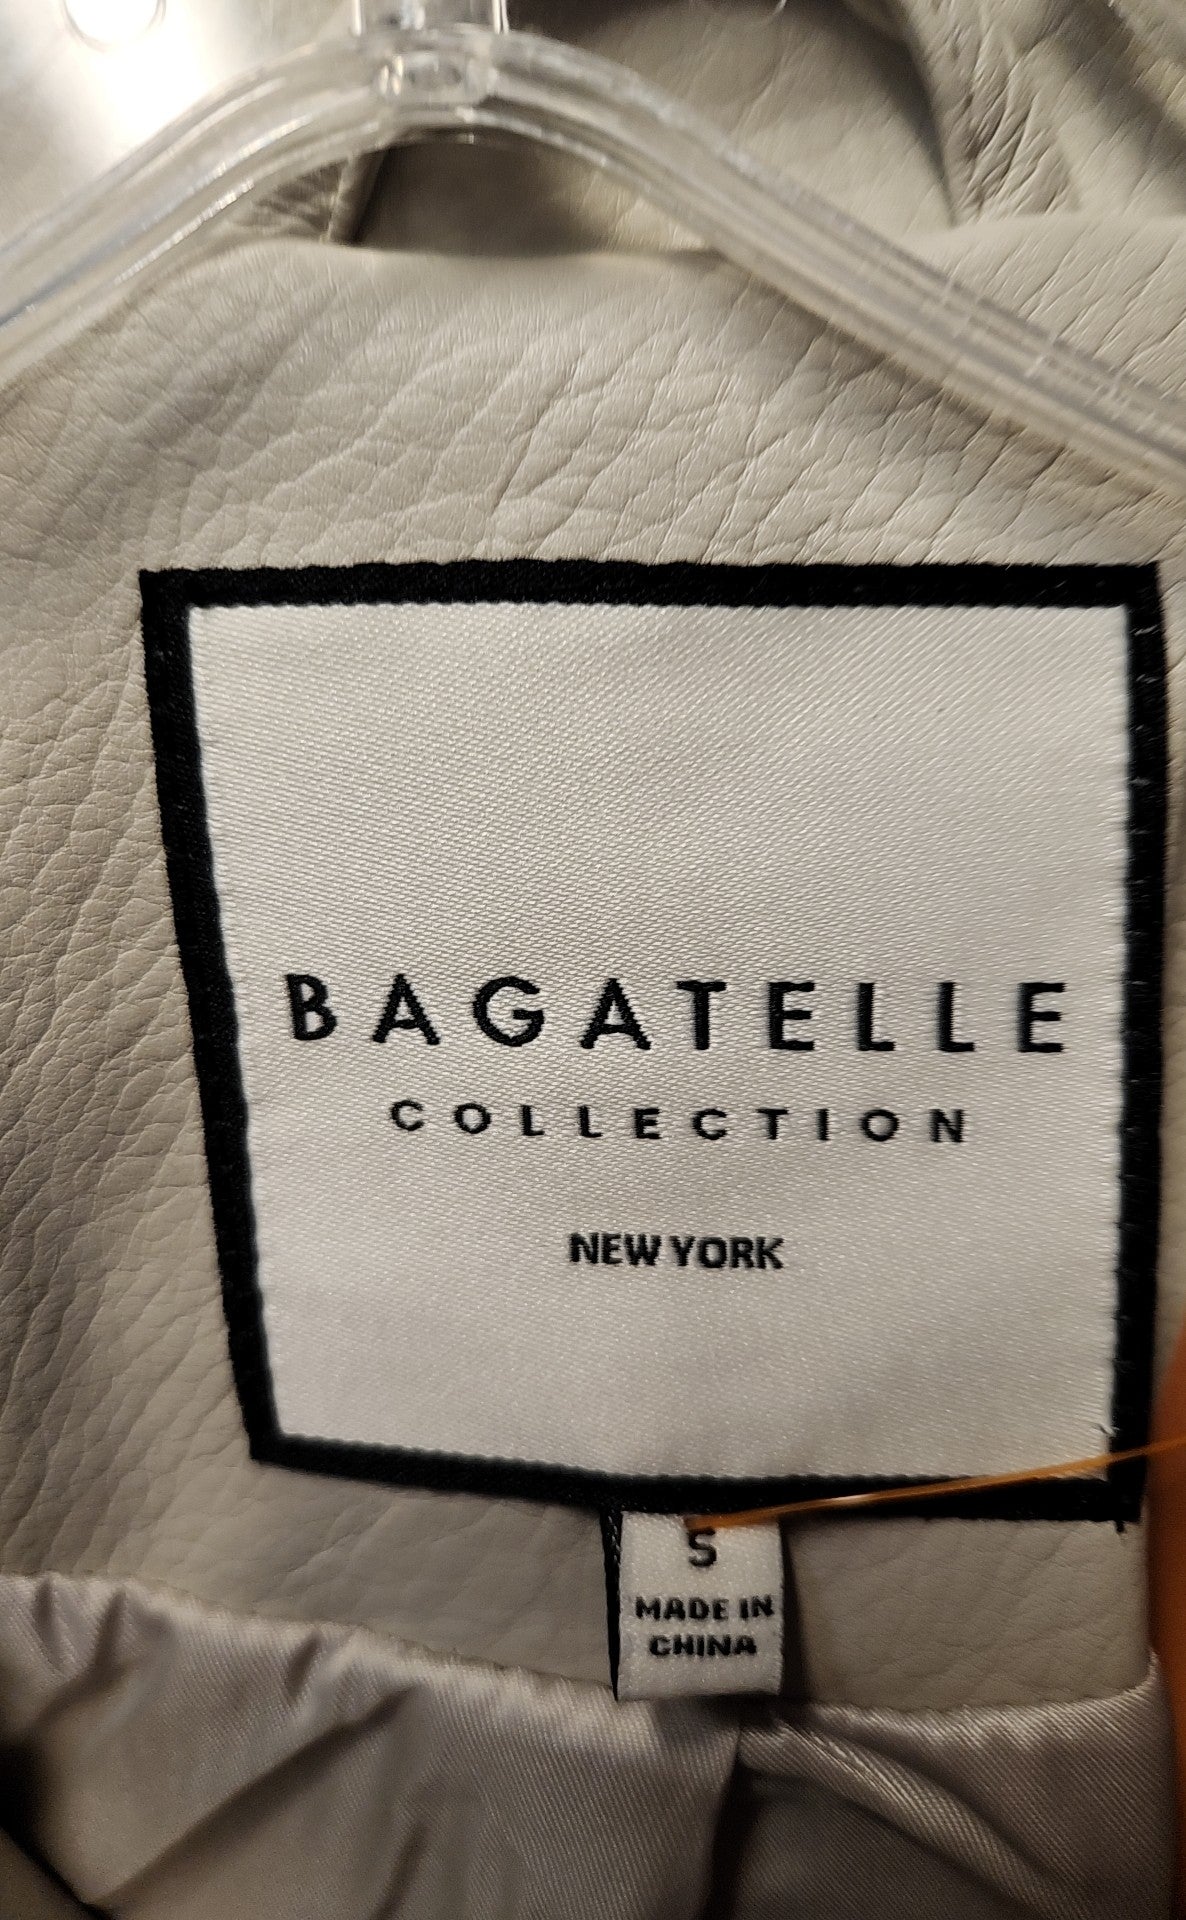 BAGATELLE
COLLECTION
NEW YORK
S
MADE IN
CHINA